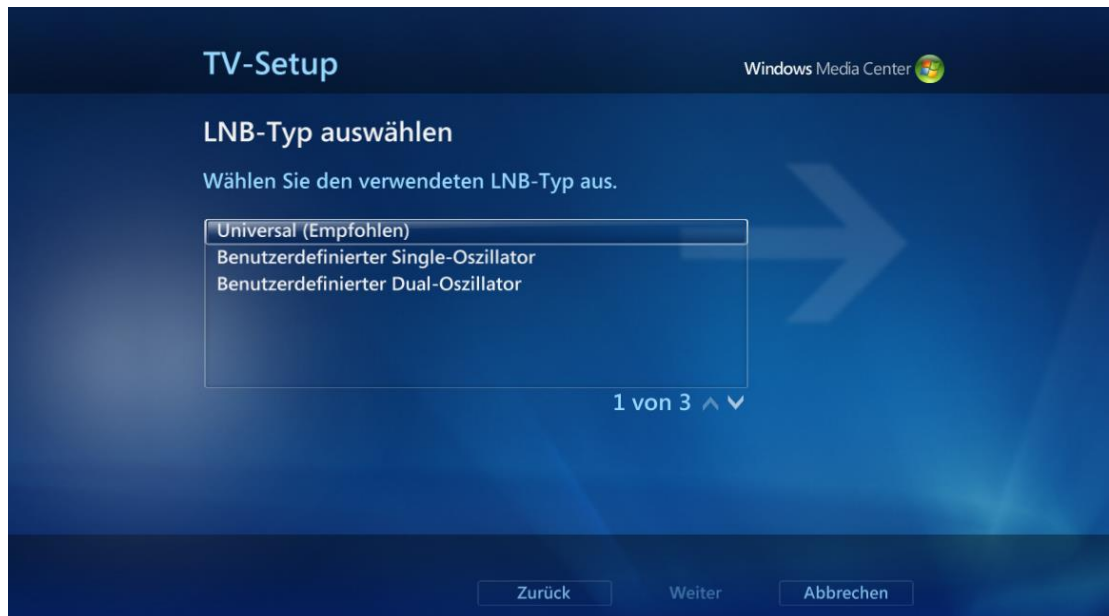 TV-Setup
Windows Media Center
LNB-Typ auswählen
Wählen Sie den verwendeten LNB-Typ aus.
Universal (Empfohlen)
Benutzerdefinierter Single-Oszillator
Benutzerdefinierter Dual-Oszillator
1 von 3
Zurück Weiter Abbrechen